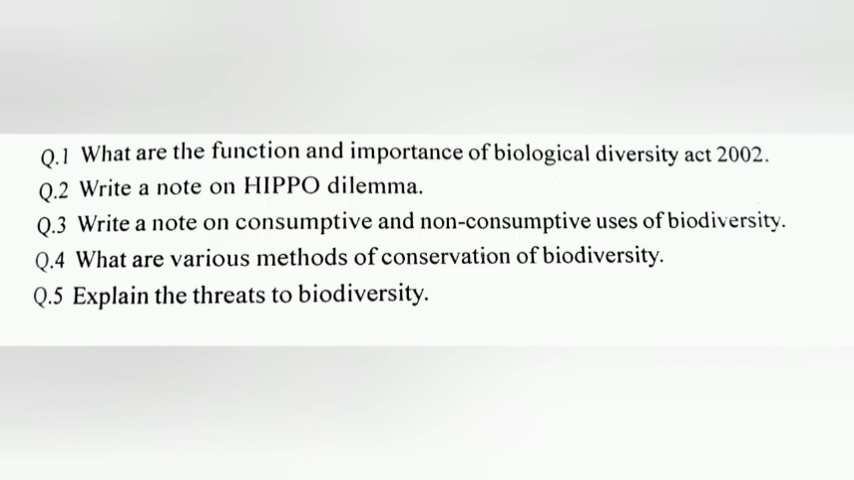 Q.1 What are the function and importance of biological diversity act 2002.
Q.2 Write a note on HIPPO dilemma.
Q.3 Write a note on consumptive and non-consumptive uses of biodiversity.
Q.4 What are various methods of conservation of biodiversity.
Q.5 Explain the threats to biodiversity.